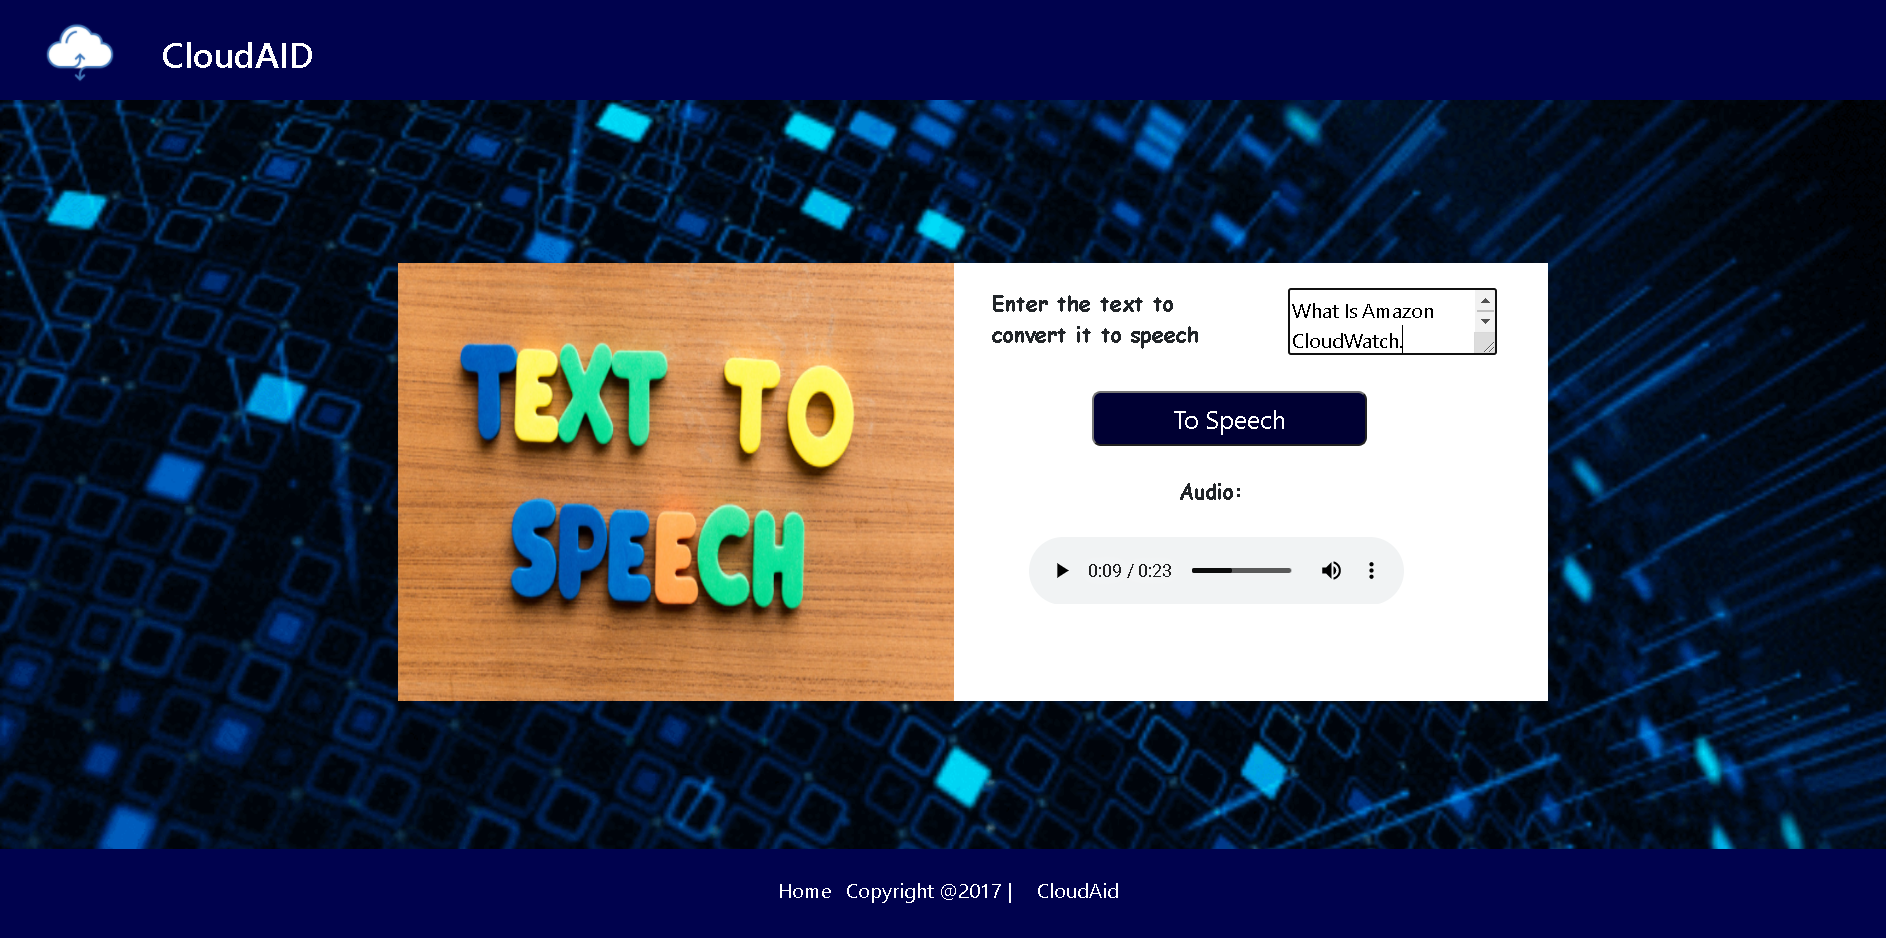 CloudAID
TEXT TO
SPEECH
Enter the text to
convert it to speech
What Is Amazon
CloudWatch.
To Speech
Audio:
0:09 / 0:23
Home Copyright @2017 | CloudAid